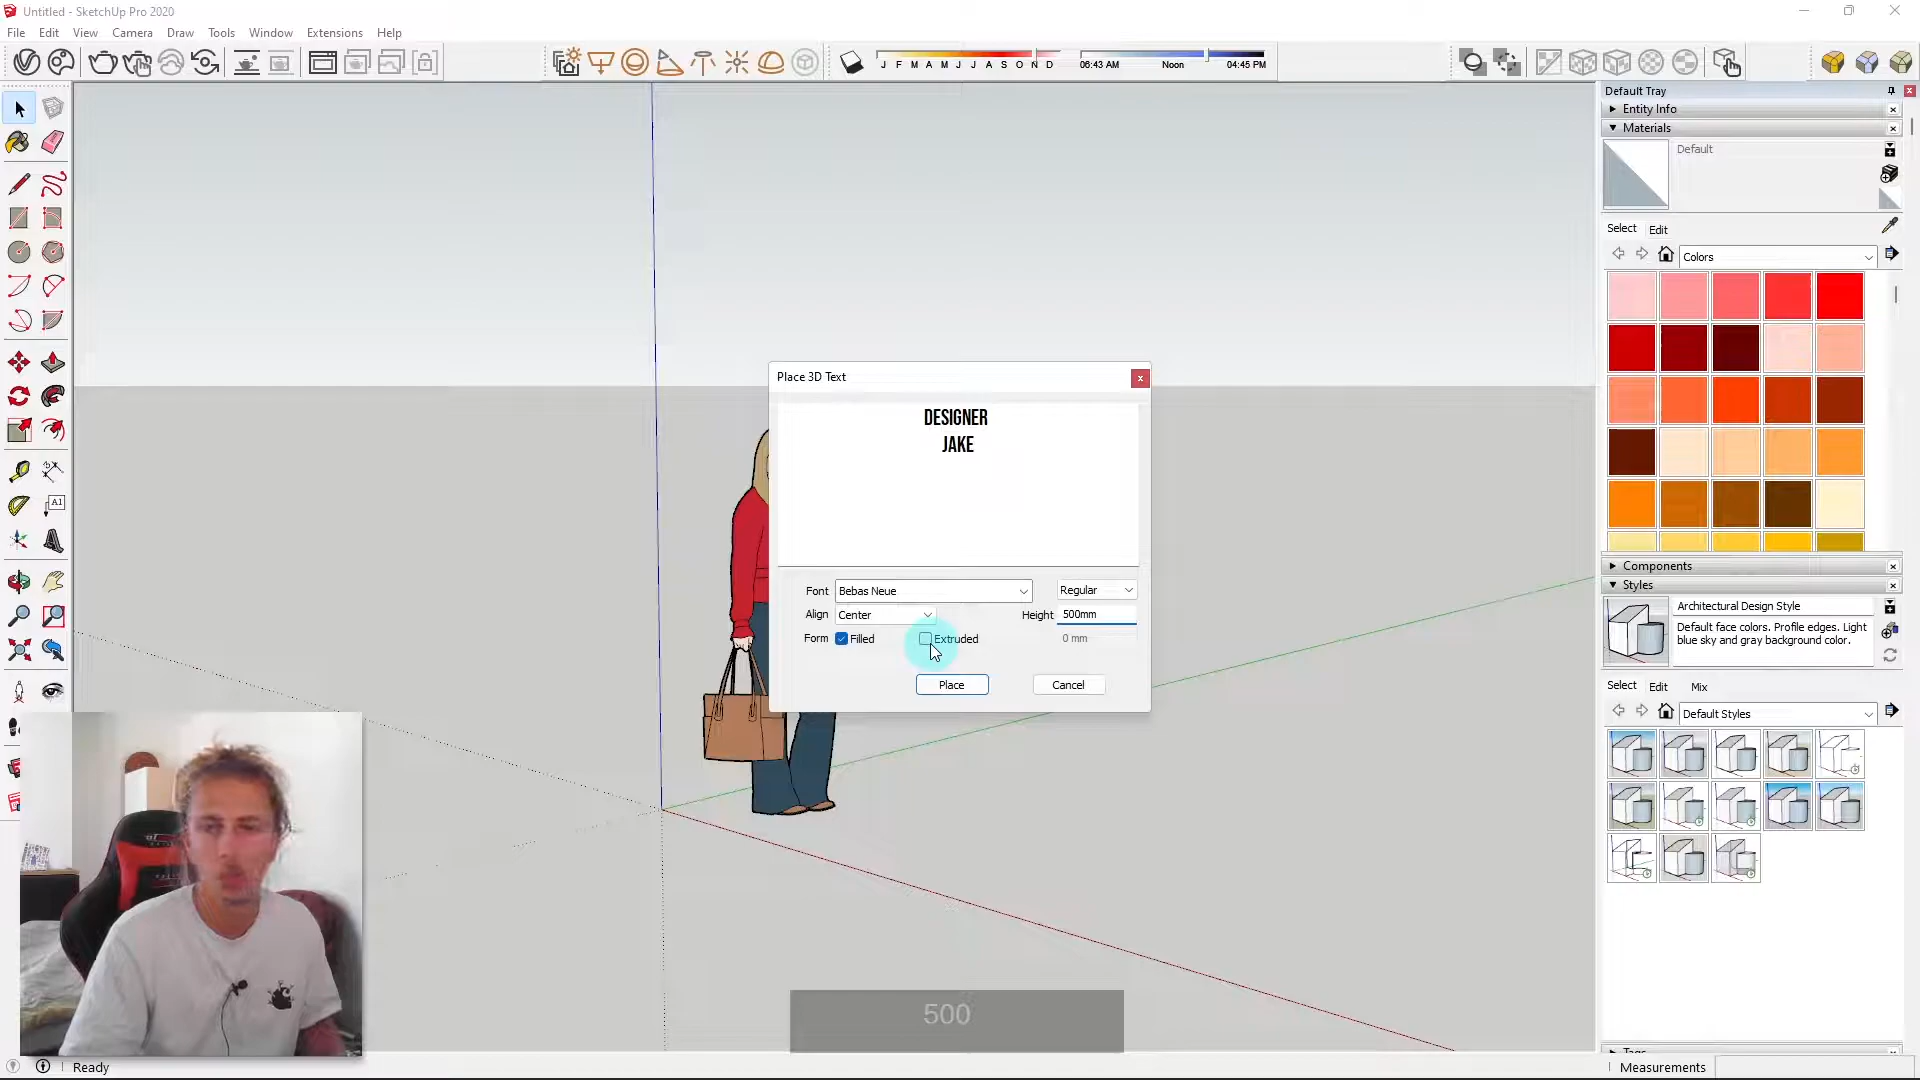 Untitled - SketchUp Pro 2020
File Edit View Camera Draw Tools Window Extensions Help
J F M A M J J A S O N D 06:43 AM Noon 04:45 PM
Default Tray
Entity Info
Materials
Default
Select Edit
Colors
Place 3D Text
DESIGNER
JAKE
Font Bebas Neue Regular
Align Center Height 500mm
Form Filled Extruded 0 mm
Place Cancel
Components
Styles
Architectural Design Style
Default face colors. Profile edges. Light
blue sky and gray background color.
Select Edit Mix
Default Styles
500
Tags
Ready
Measurements